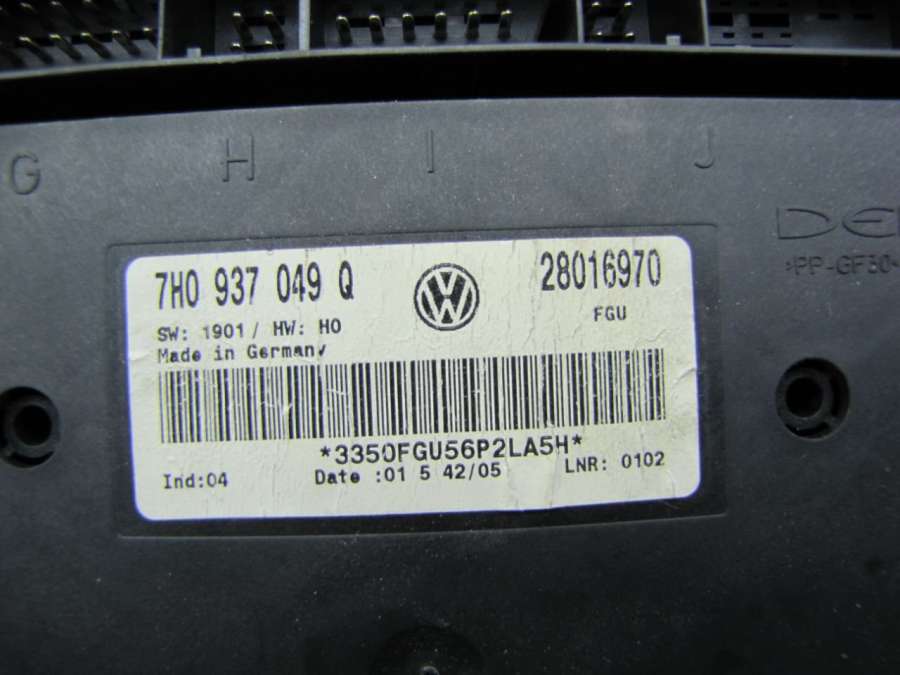 G H I J
DEL
>PP-GF30<
7H0 937 049 Q
28016970
FGU
SW: 1901/ HW: H0
Made in Germany
*3350FGU56P2LA5H*
Ind:04
Date :01 5 42/05
LNR: 0102